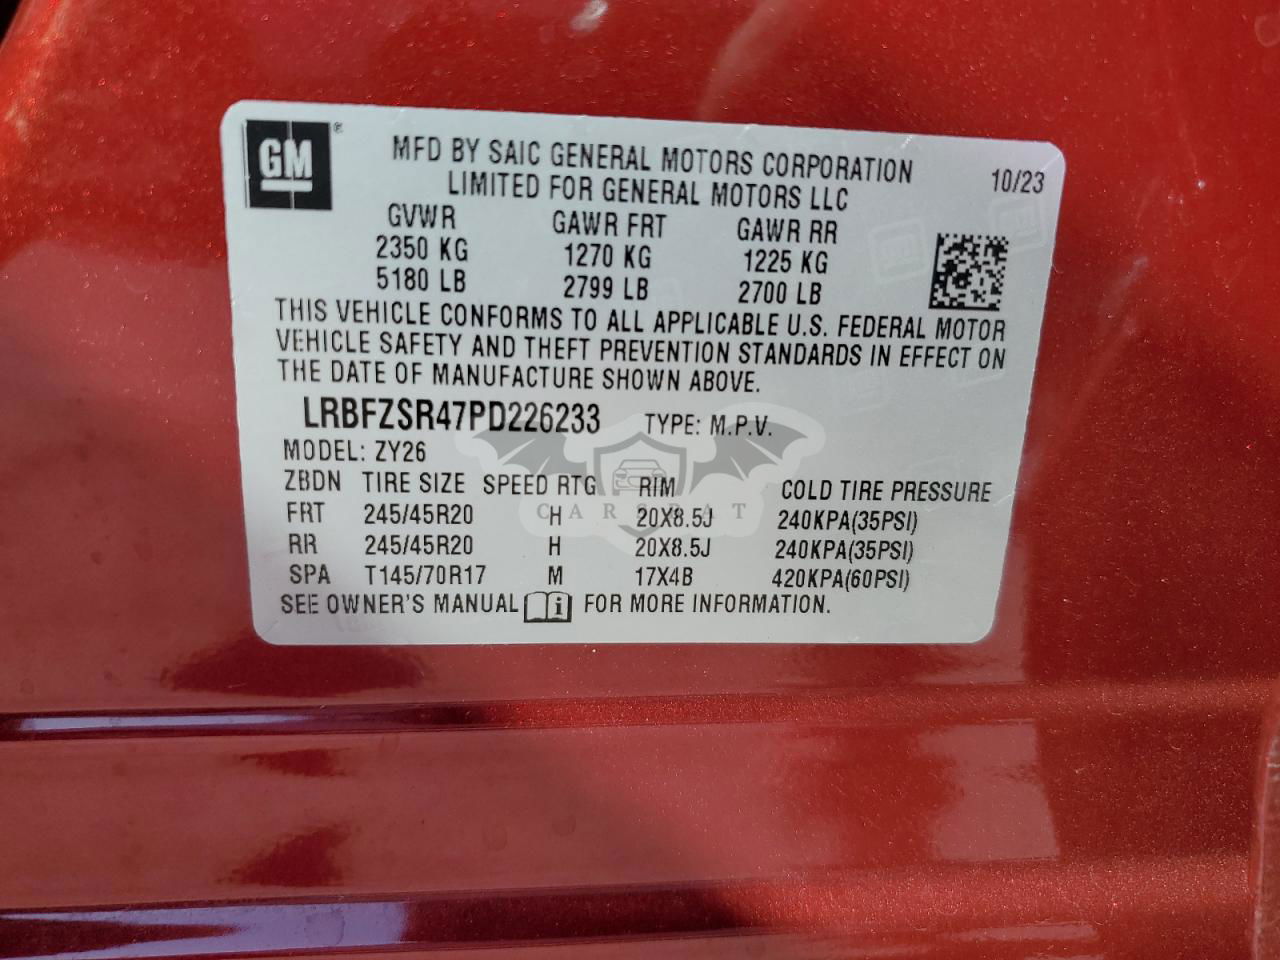 GM ®
MFD BY SAIC GENERAL MOTORS CORPORATION
LIMITED FOR GENERAL MOTORS LLC
10/23
GVWR GAWR FRT GAWR RR
2350 KG 1270 KG 1225 KG
5180 LB 2799 LB 2700 LB
THIS VEHICLE CONFORMS TO ALL APPLICABLE U.S. FEDERAL MOTOR
VEHICLE SAFETY AND THEFT PREVENTION STANDARDS IN EFFECT ON
THE DATE OF MANUFACTURE SHOWN ABOVE.
LRBFZSR47PD226233 TYPE: M.P.V.
MODEL: ZY26
ZBDN TIRE SIZE SPEED RTG RIM COLD TIRE PRESSURE
FRT 245/45R20 H 20X8.5J 240KPA(35PSI)
CARSBAT
RR 245/45R20 H 20X8.5J 240KPA(35PSI)
SPA T145/70R17 M 17X4B 420KPA(60PSI)
SEE OWNER'S MANUAL i FOR MORE INFORMATION.